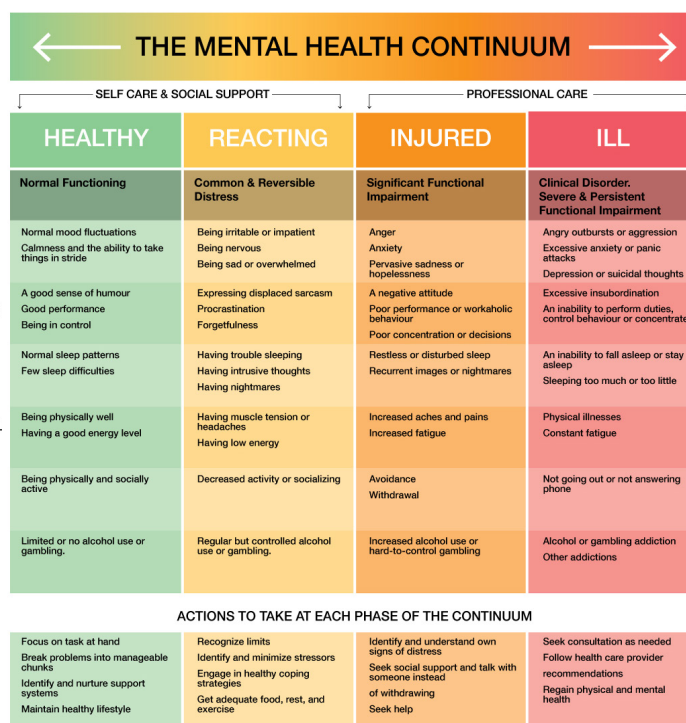 THE MENTAL HEALTH CONTINUUM
SELF CARE & SOCIAL SUPPORT
PROFESSIONAL CARE
HEALTHY
REACTING
INJURED
ILL
Normal Functioning
Common & Reversible
Distress
Significant Functional
Impairment
Clinical Disorder.
Severe & Persistent
Functional Impairment
Normal mood fluctuations
Calmness and the ability to take
things in stride
Being irritable or impatient
Being nervous
Being sad or overwhelmed
Anger
Anxiety
Pervasive sadness or
hopelessness
Angry outbursts or aggression
Excessive anxiety or panic
attacks
Depression or suicidal thoughts
A good sense of humour
Good performance
Being in control
Expressing displaced sarcasm
Procrastination
Forgetfulness
A negative attitude
Poor performance or workaholic
behaviour
Poor concentration or decisions
Excessive insubordination
An inability to perform duties,
control behaviour or concentrate
Normal sleep patterns
Few sleep difficulties
Having trouble sleeping
Having intrusive thoughts
Having nightmares
Restless or disturbed sleep
Recurrent images or nightmares
An inability to fall asleep or stay
asleep
Sleeping too much or too little
Being physically well
Having a good energy level
Having muscle tension or
headaches
Having low energy
Increased aches and pains
Increased fatigue
Physical illnesses
Constant fatigue
Being physically and socially
active
Decreased activity or socializing
Avoidance
Withdrawal
Not going out or not answering
phone
Limited or no alcohol use or
gambling.
Regular but controlled alcohol
use or gambling.
Increased alcohol use or
hard-to-control gambling
Alcohol or gambling addiction
Other addictions
ACTIONS TO TAKE AT EACH PHASE OF THE CONTINUUM
Focus on task at hand
Break problems into manageable
chunks
Identify and nurture support
systems
Maintain healthy lifestyle
Recognize limits
Identify and minimize stressors
Engage in healthy coping
strategies
Get adequate food, rest, and
exercise
Identify and understand own
signs of distress
Seek social support and talk with
someone instead
of withdrawing
Seek help
Seek consultation as needed
Follow health care provider
recommendations
Regain physical and mental
health